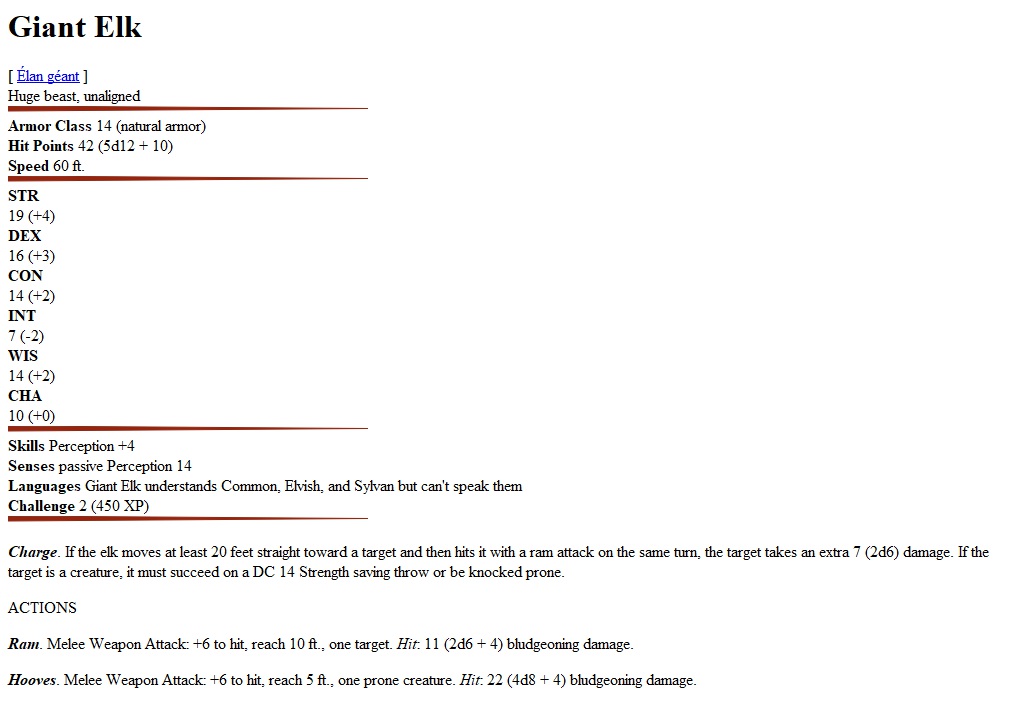 Giant Elk
[ Élan géant ]
Huge beast, unaligned
Armor Class 14 (natural armor)
Hit Points 42 (5d12 + 10)
Speed 60 ft.
STR
19 (+4)
DEX
16 (+3)
CON
14 (+2)
INT
7 (-2)
WIS
14 (+2)
CHA
10 (+0)
Skills Perception +4
Senses passive Perception 14
Languages Giant Elk understands Common, Elvish, and Sylvan but can't speak them
Challenge 2 (450 XP)
Charge. If the elk moves at least 20 feet straight toward a target and then hits it with a ram attack on the same turn, the target takes an extra 7 (2d6) damage. If the
target is a creature, it must succeed on a DC 14 Strength saving throw or be knocked prone.
ACTIONS
Ram. Melee Weapon Attack: +6 to hit, reach 10 ft., one target. Hit: 11 (2d6 + 4) bludgeoning damage.
Hooves. Melee Weapon Attack: +6 to hit, reach 5 ft., one prone creature. Hit: 22 (4d8 + 4) bludgeoning damage.